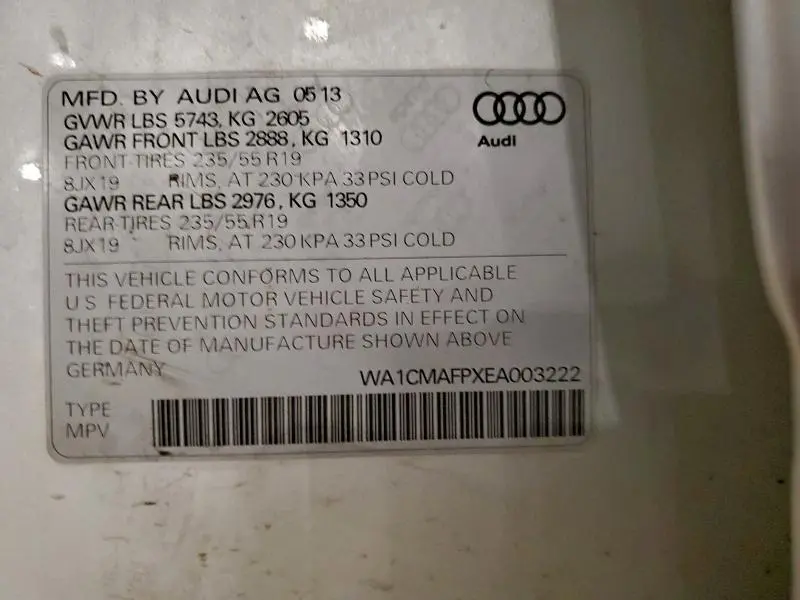 MFD. BY AUDI AG 0513
GVWR LBS 5743, KG 2605
GAWR FRONT LBS 2888, KG 1310
FRONT-TIRES 235/55 R19
8JX19 RIMS, AT 230 KPA 33 PSI COLD
GAWR REAR LBS 2976, KG 1350
REAR-TIRES 235/55 R19
8JX19 RIMS, AT 230 KPA 33 PSI COLD
Audi
THIS VEHICLE CONFORMS TO ALL APPLICABLE
U.S FEDERAL MOTOR VEHICLE SAFETY AND
THEFT PREVENTION STANDARDS IN EFFECT ON
THE DATE OF MANUFACTURE SHOWN ABOVE
GERMANY
WA1CMAFPXEA003222
TYPE
MPV